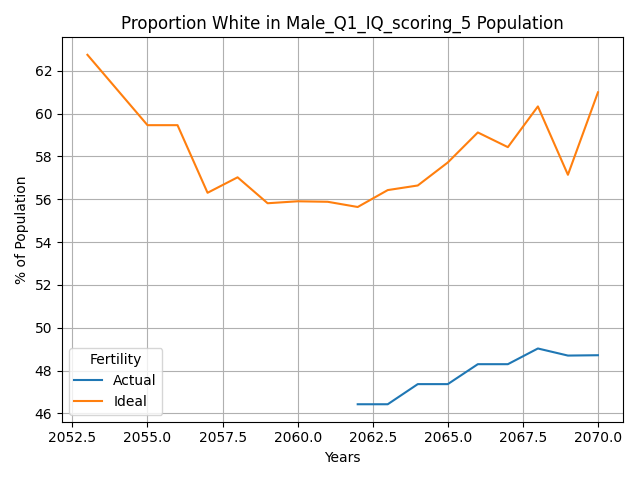 Proportion White in Male_Q1_IQ_scoring_5 Population
% of Population
62
60
58
56
54
52
50
48
46
Fertility
Actual
Ideal
2052.5 2055.0 2057.5 2060.0 2062.5 2065.0 2067.5 2070.0
Years